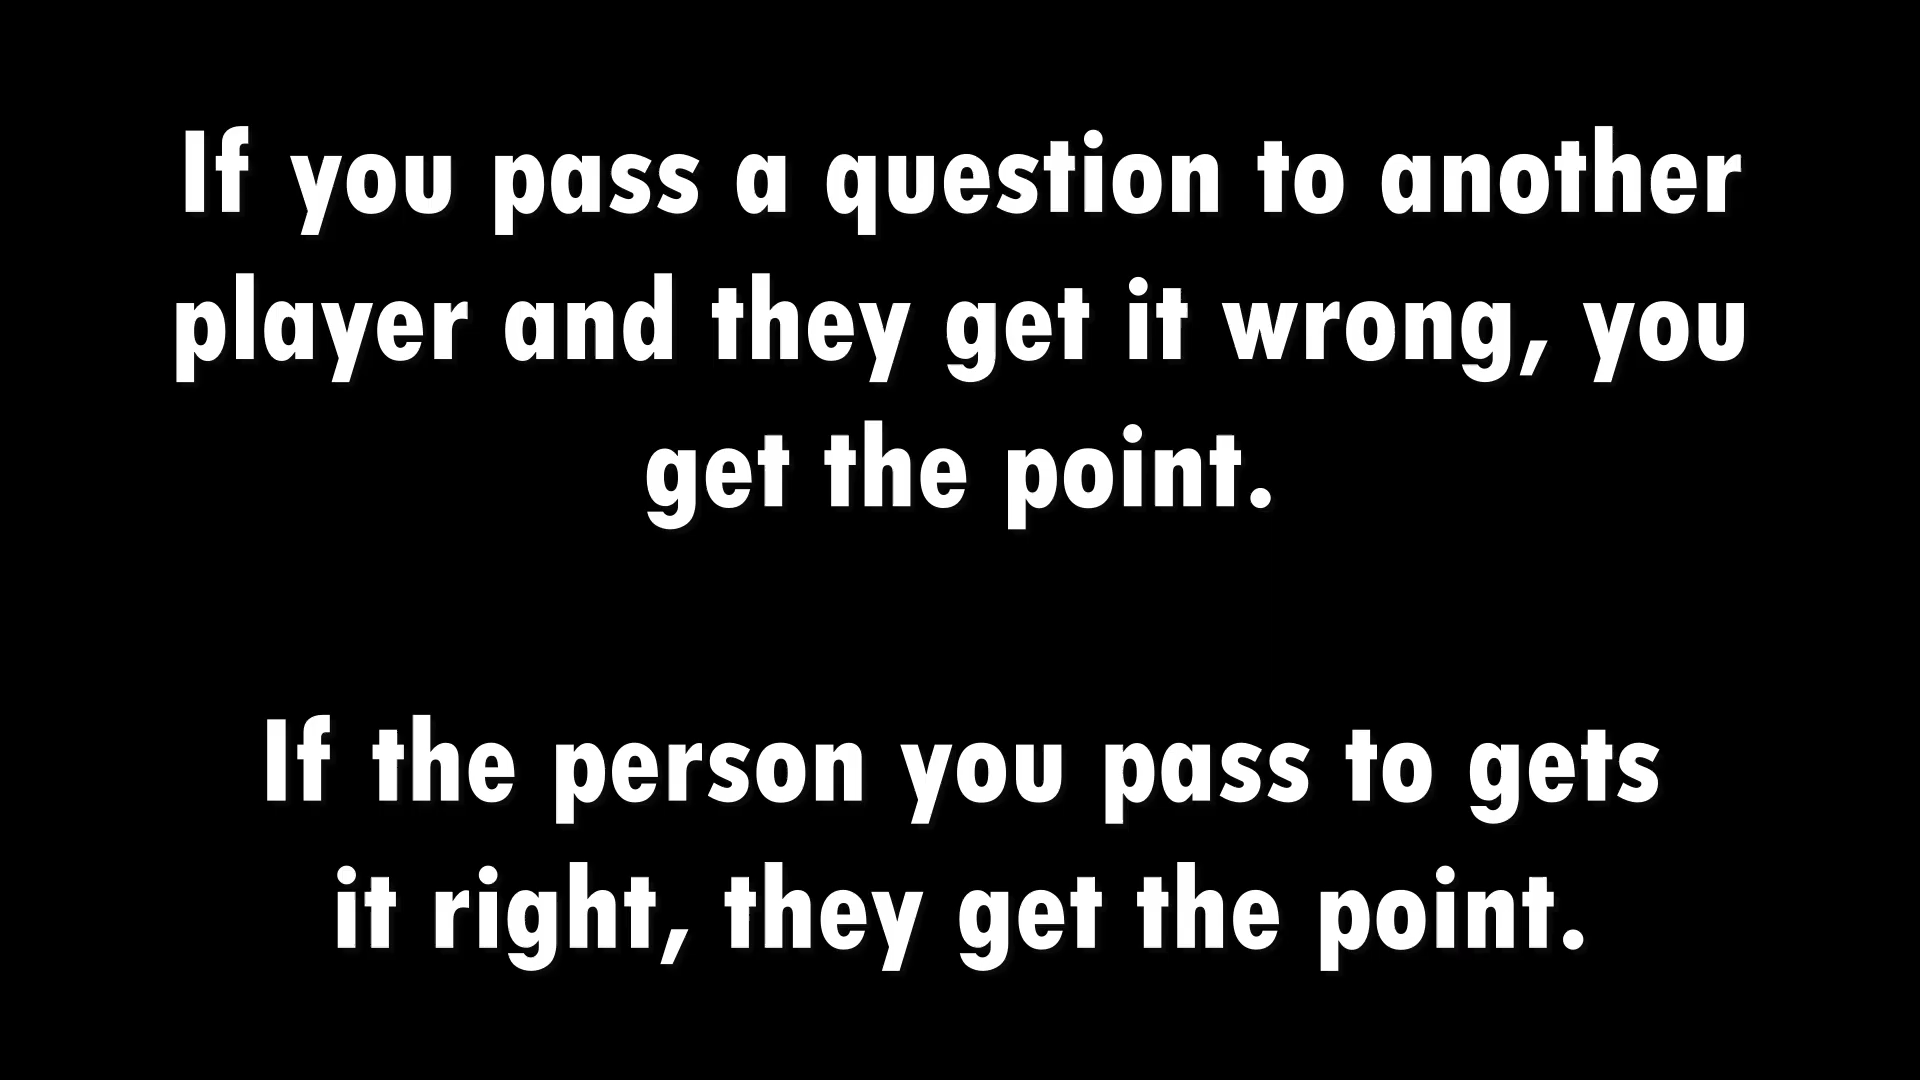 If you pass a question to another
player and they get it wrong, you
get the point.
If the person you pass to gets
it right, they get the point.